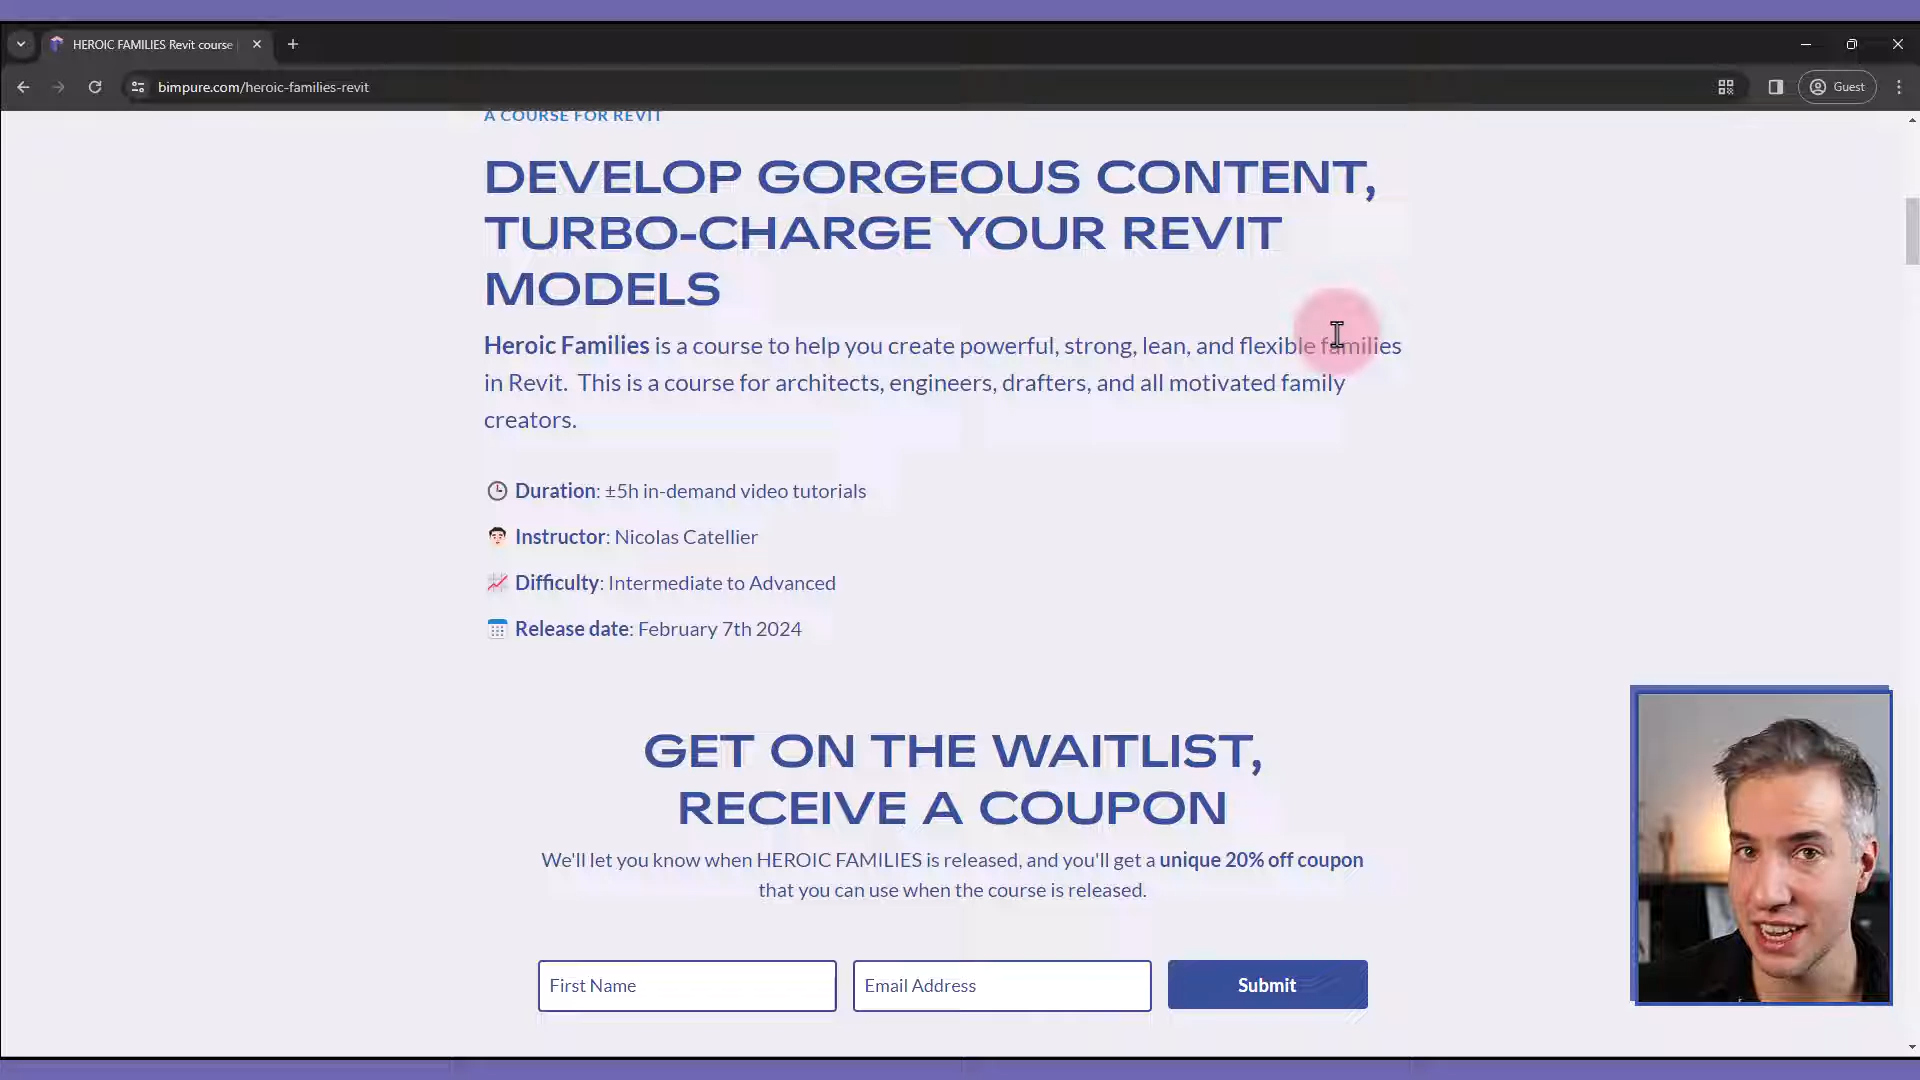 HEROIC FAMILIES Revit course
bimpure.com/heroic-families-revit
Guest
A COURSE FOR REVIT
DEVELOP GORGEOUS CONTENT,
TURBO-CHARGE YOUR REVIT
MODELS
Heroic Families is a course to help you create powerful, strong, lean, and flexible families
in Revit. This is a course for architects, engineers, drafters, and all motivated family
creators.
Duration: ±5h in-demand video tutorials
Instructor: Nicolas Catellier
Difficulty: Intermediate to Advanced
Release date: February 7th 2024
GET ON THE WAITLIST,
RECEIVE A COUPON
We'll let you know when HEROIC FAMILIES is released, and you'll get a unique 20% off coupon
that you can use when the course is released.
First Name
Email Address
Submit